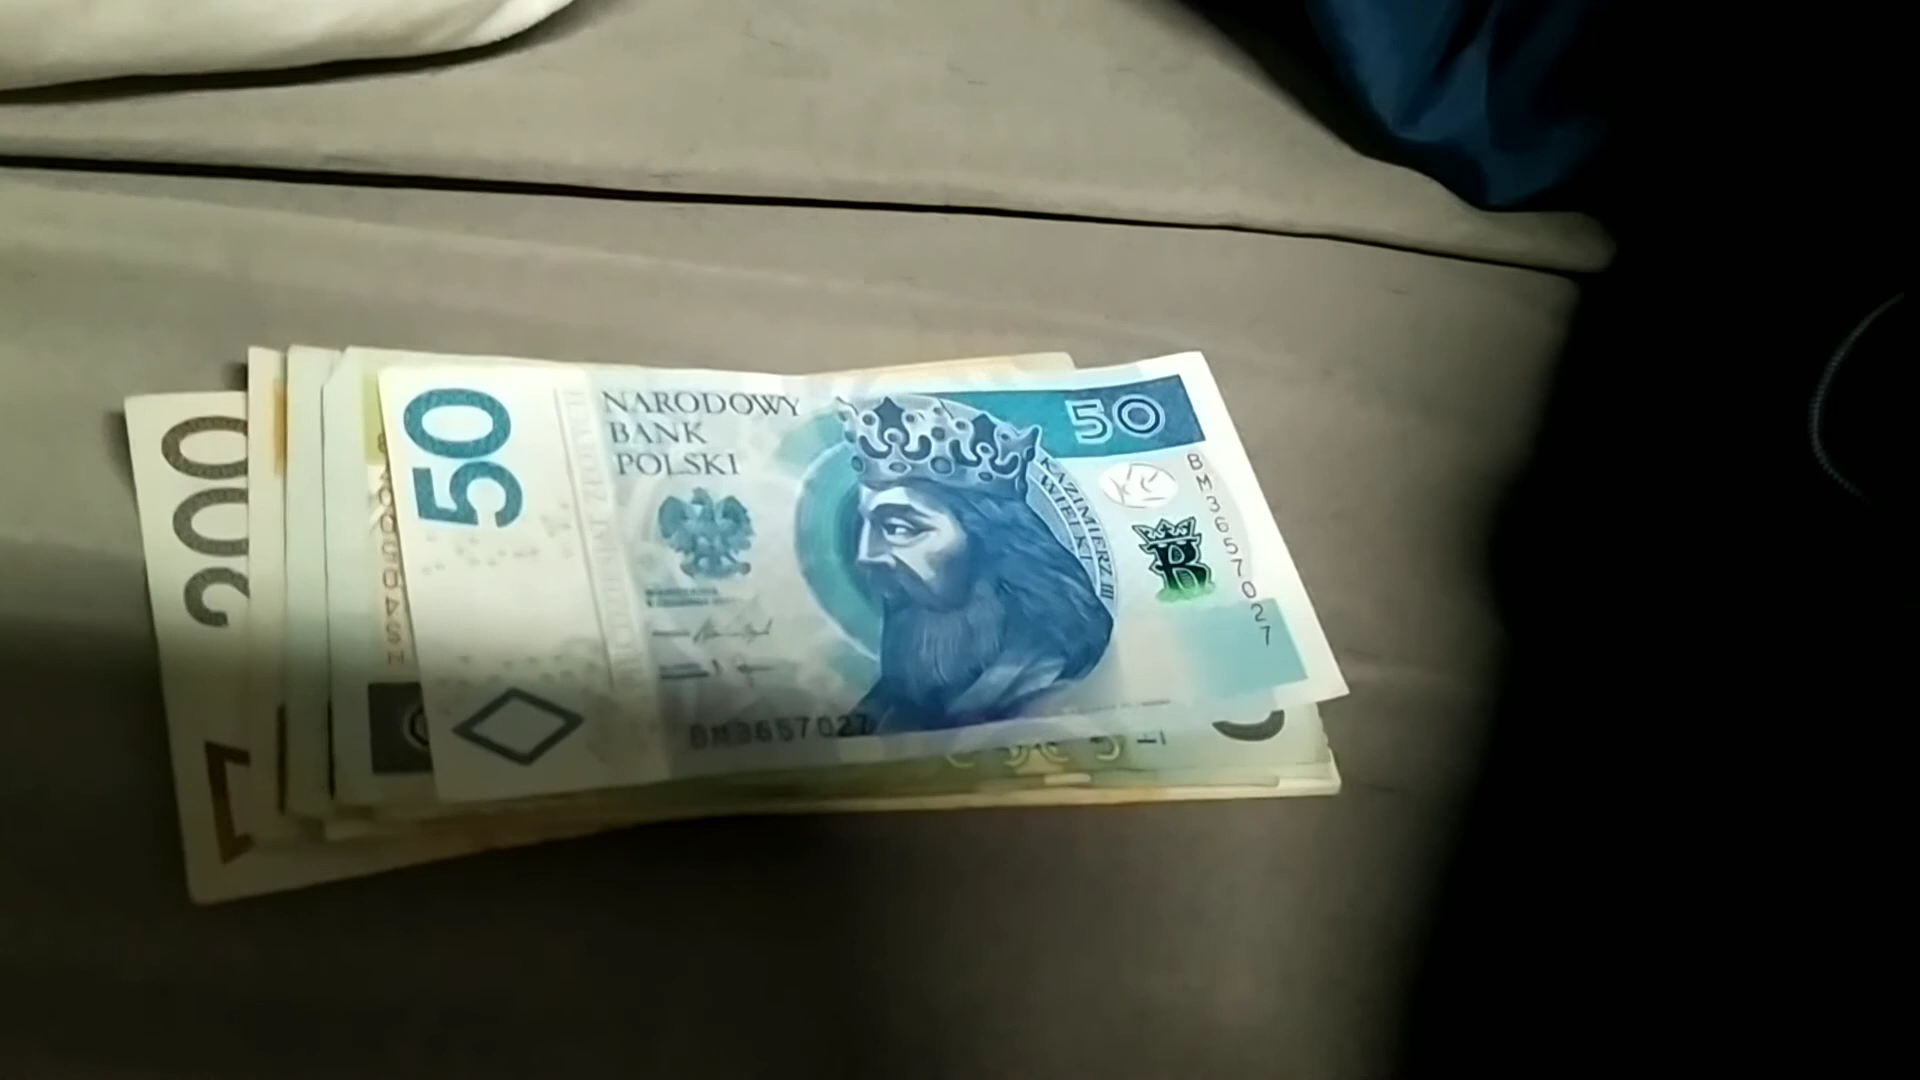 200
50
NARODOWY
BANK
POLSKI
50
KAZIMIERZ III
WIELKI
BM3657027
BM3657027